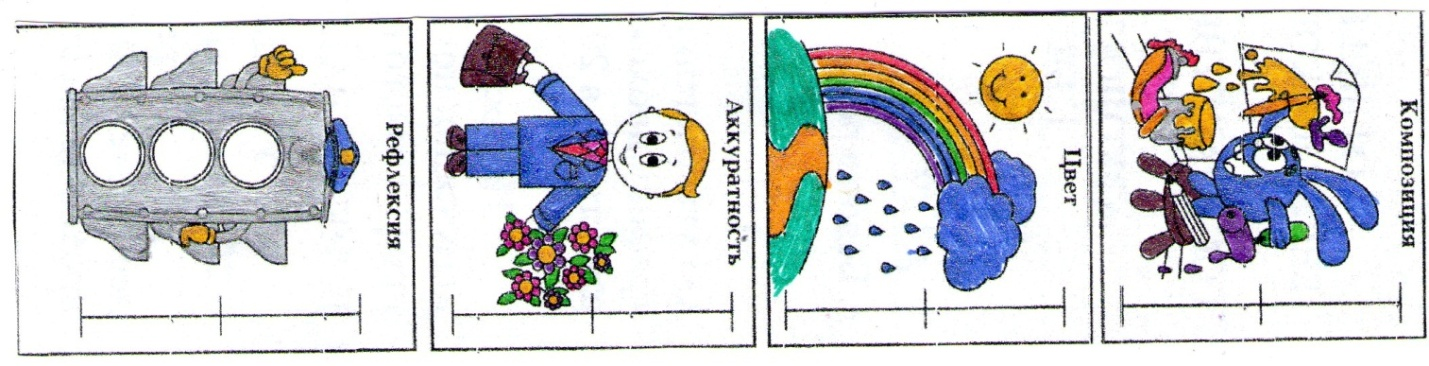 Композиция
Цвет
Аккуратность
Рефлексия